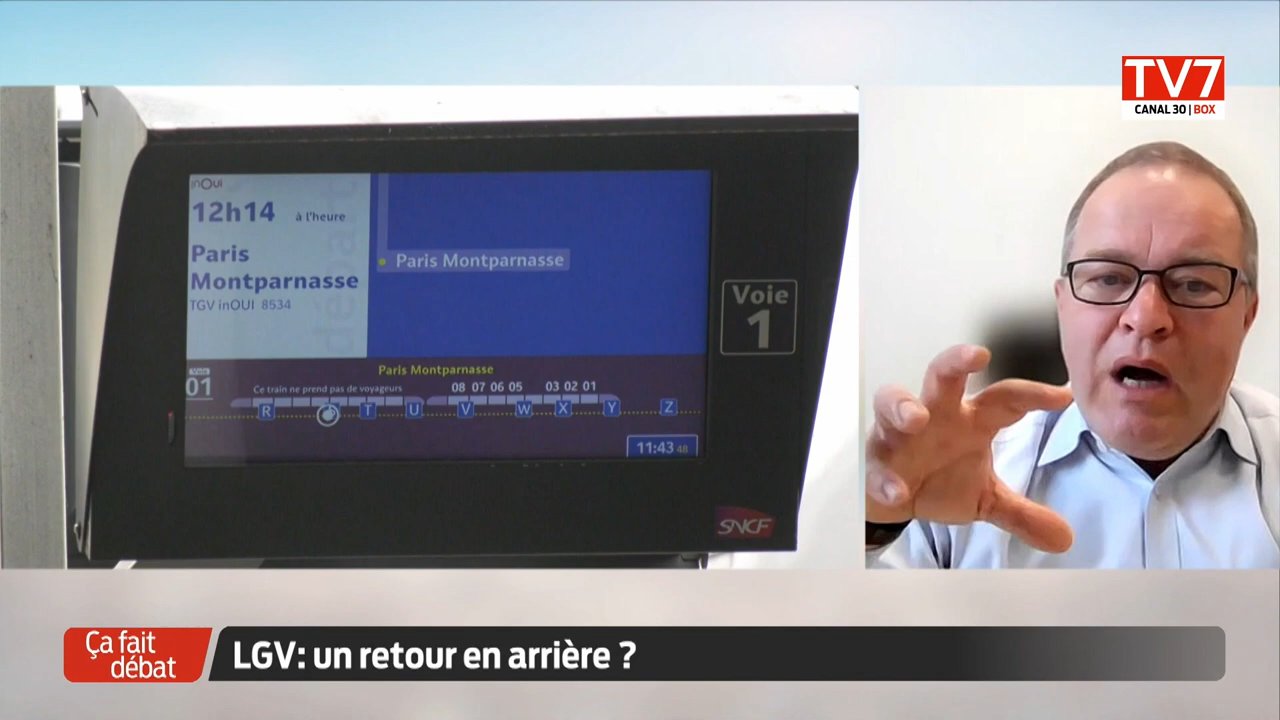 TV7
CANAL 30 | BOX
inOUI
12h14 à l'heure
Paris
Montparnasse
TGV inOUI 8534
Paris Montparnasse
Voie
1
Paris Montparnasse
Voie
01
Ce train ne prend pas de voyageurs
08 07 06 05 03 02 01
R T U V W X Y Z
11:43 48
SNCF
Ça fait
débat
LGV: un retour en arrière ?